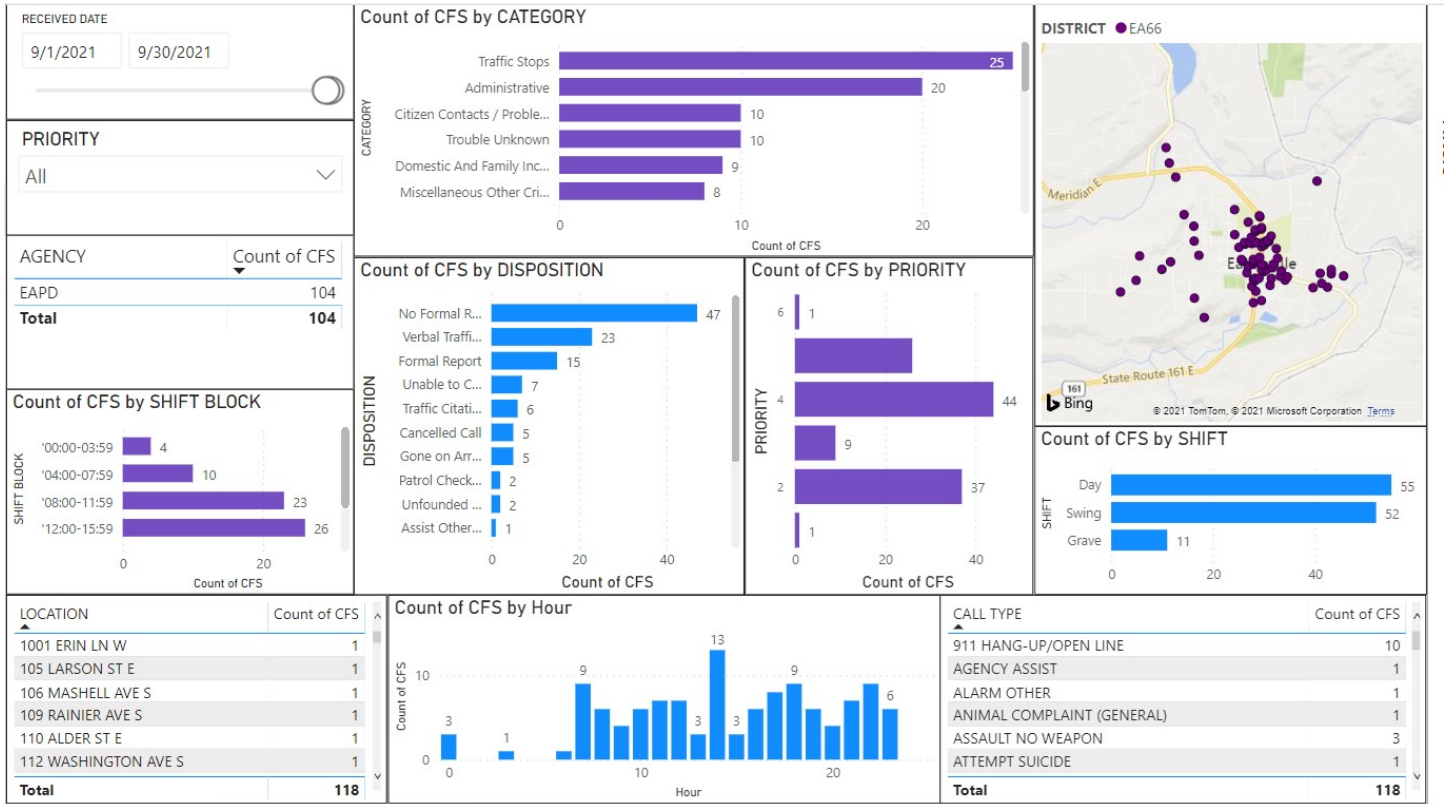 RECEIVED DATE
9/1/2021 9/30/2021
PRIORITY
All
AGENCY Count of CFS
EAPD 104
Total 104
Count of CFS by SHIFT BLOCK
SHIFT BLOCK
'00:00-03:59 4
'04:00-07:59 10
'08:00-11:59 23
'12:00-15:59 26
0 20
Count of CFS
Count of CFS by CATEGORY
CATEGORY
Traffic Stops 25
Administrative 20
Citizen Contacts / Proble... 10
Trouble Unknown 10
Domestic And Family Inc... 9
Miscellaneous Other Cri... 8
0 10 20
Count of CFS
Count of CFS by DISPOSITION
DISPOSITION
No Formal R... 47
Verbal Traffi... 23
Formal Report 15
Unable to C... 7
Traffic Citati... 6
Cancelled Call 5
Gone on Arr... 5
Patrol Check... 2
Unfounded ... 2
Assist Other... 1
0 20 40
Count of CFS
Count of CFS by PRIORITY
PRIORITY
6 1
4 44
9
2 37
1
0 20 40
Count of CFS
DISTRICT EA66
Meridian E
State Route 161 E
161
Bing
© 2021 TomTom, © 2021 Microsoft Corporation Terms
Count of CFS by SHIFT
SHIFT
Day 55
Swing 52
Grave 11
0 20 40
LOCATION Count of CFS
1001 ERIN LN W 1
105 LARSON ST E 1
106 MASHELL AVE S 1
109 RAINIER AVE S 1
110 ALDER ST E 1
112 WASHINGTON AVE S 1
Total 118
Count of CFS by Hour
Count of CFS
10
0
3 1 9 3 13 3 9 6
0 10 20
Hour
CALL TYPE Count of CFS
911 HANG-UP/OPEN LINE 10
AGENCY ASSIST 1
ALARM OTHER 1
ANIMAL COMPLAINT (GENERAL) 1
ASSAULT NO WEAPON 3
ATTEMPT SUICIDE 1
Total 118